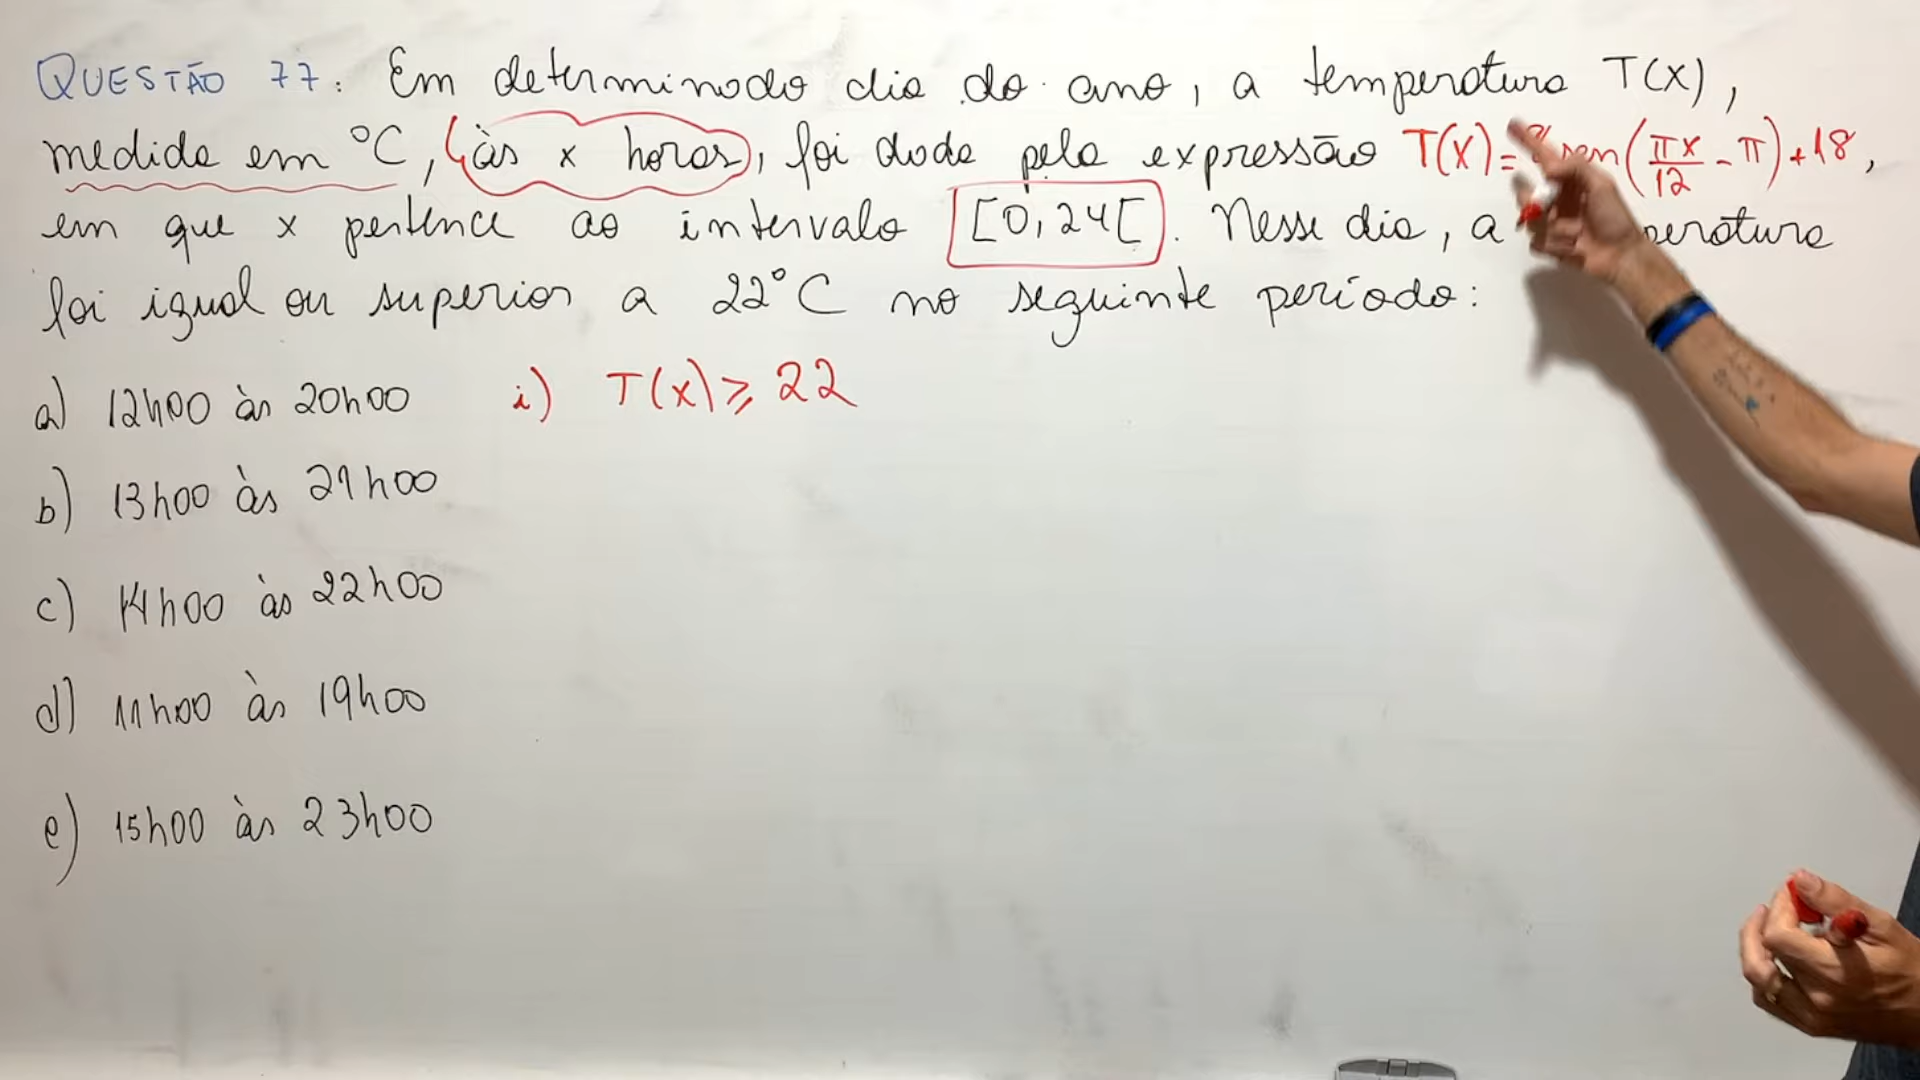 QUESTÃO 77. Em determinado dia do ano, a temperatura T(X),
medida em °C, (às x horas), foi dada pela expressão T(X)= sen(πx/12 - π)+18,
em que x pertence ao intervalo [0,24[. Nesse dia, a
foi igual ou superior a 22°C no seguinte período:
a) 12h00 às 20h00 i) T(x)⩾22
b) 13h00 às 21h00
c) 14h00 às 22h00
d) 11h00 às 19h00
e) 15h00 às 23h00